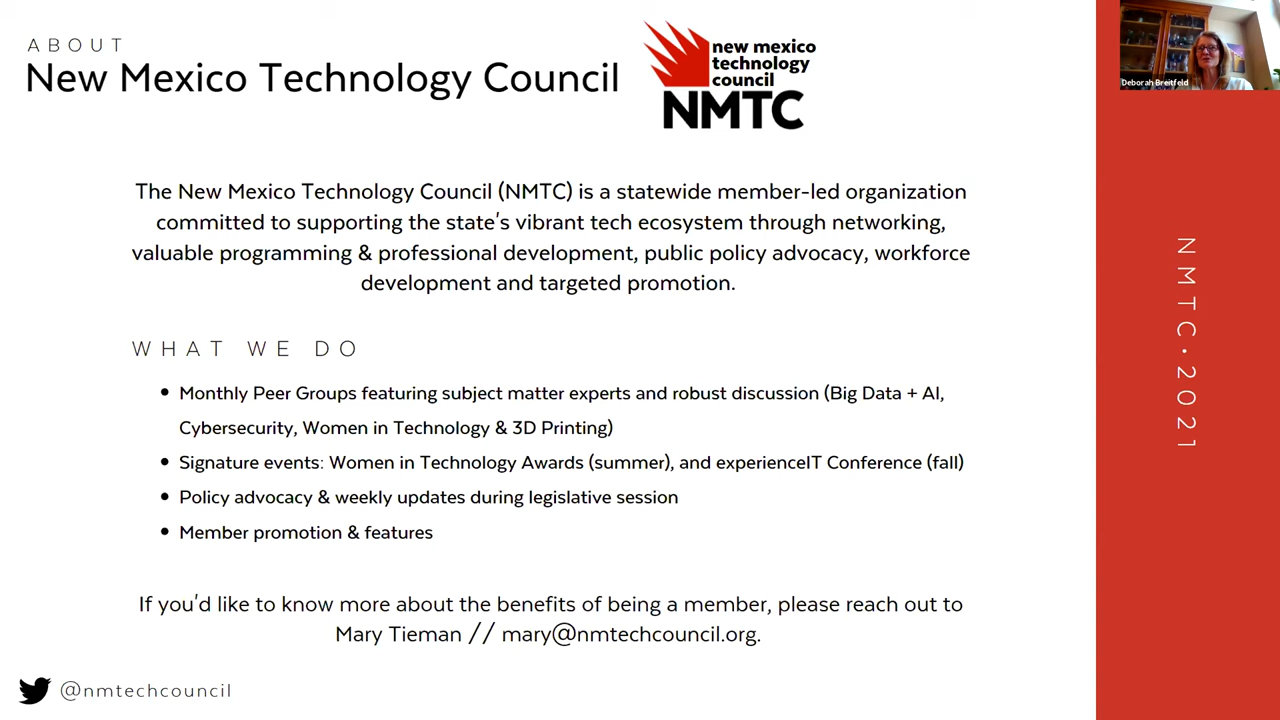 ABOUT
New Mexico Technology Council
new mexico
technology
council
NMTC
Deborah Breitfeld
The New Mexico Technology Council (NMTC) is a statewide member-led organization
committed to supporting the state's vibrant tech ecosystem through networking,
valuable programming & professional development, public policy advocacy, workforce
development and targeted promotion.
WHAT WE DO
• Monthly Peer Groups featuring subject matter experts and robust discussion (Big Data + AI,
Cybersecurity, Women in Technology & 3D Printing)
• Signature events: Women in Technology Awards (summer), and experienceIT Conference (fall)
• Policy advocacy & weekly updates during legislative session
• Member promotion & features
If you'd like to know more about the benefits of being a member, please reach out to
Mary Tieman // mary@nmtechcouncil.org.
@nmtechcouncil
NMTC•2021